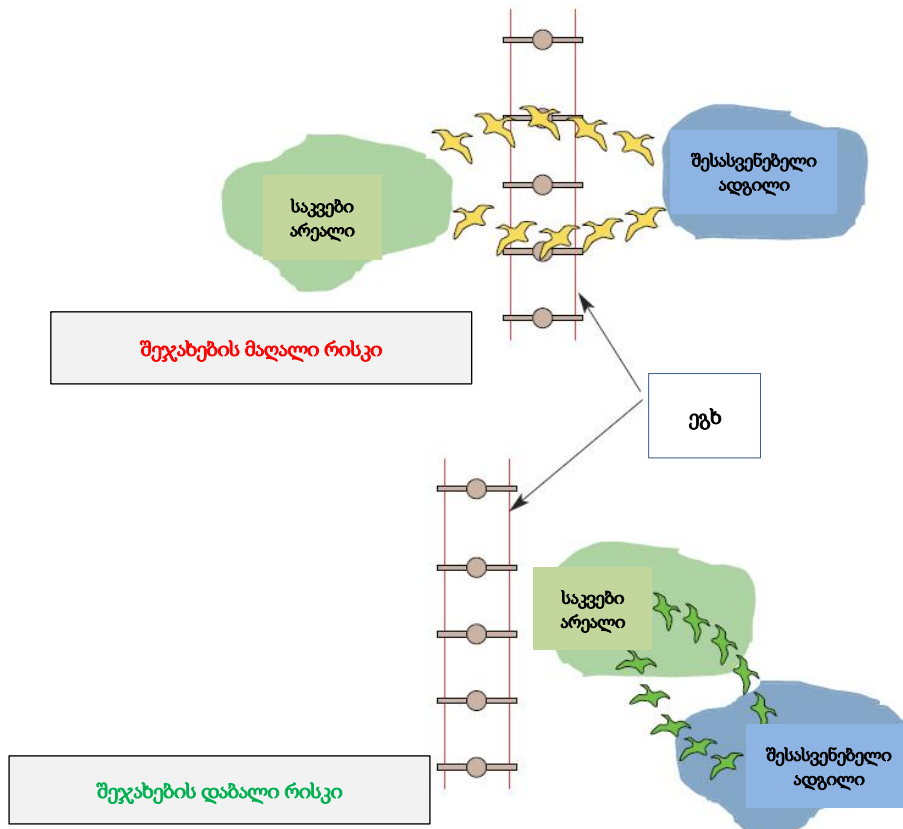 შესასვენებელი
ადგილი
საკვები
არეალი
შეჯახების მაღალი რისკი
ეგხ
საკვები
არეალი
შესასვენებელი
ადგილი
შეჯახების დაბალი რისკი